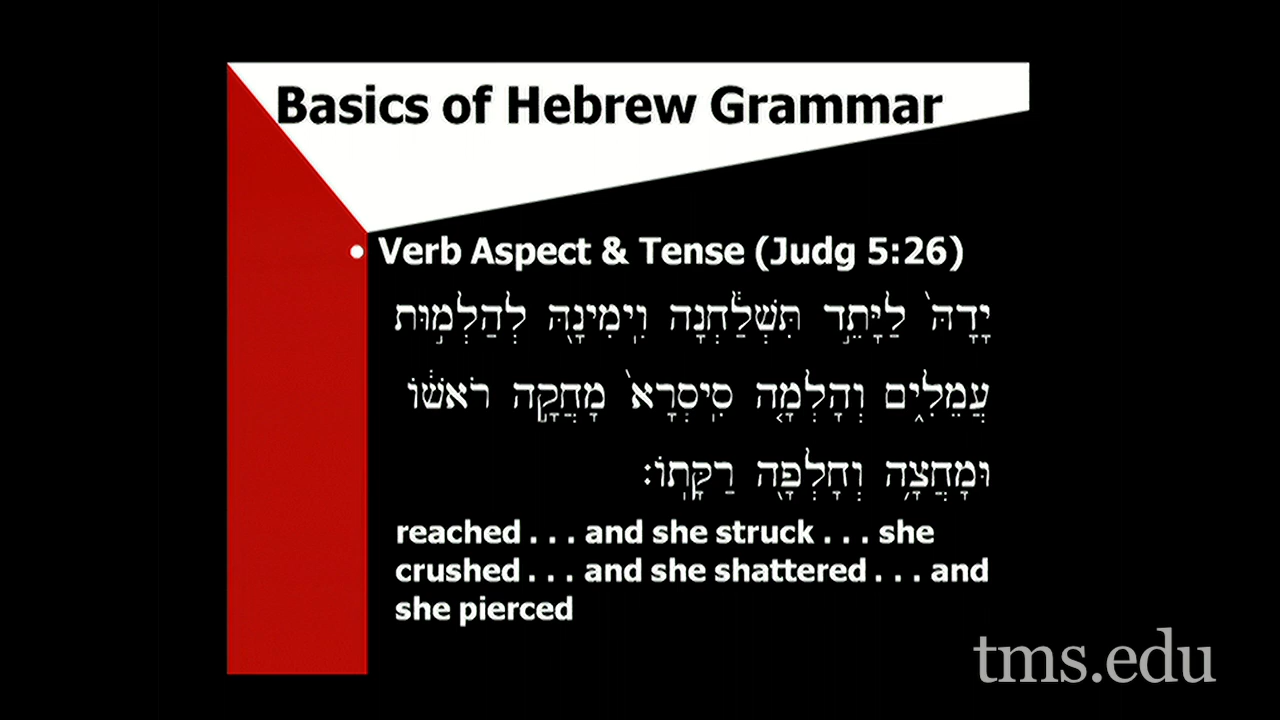 Basics of Hebrew Grammar
• Verb Aspect & Tense (Judg 5:26)
יָדָהּ֙ לַיָּתֵ֣ד תִּשְׁלַ֔חְנָה וִֽימִינָ֖הּ לְהַלְמ֣וּת
עֲמֵלִ֑ים וְהָלְמָ֤ה סִֽיסְרָא֙ מָחֲקָ֣ה רֹאשׁ֔וֹ
וּמָחֲצָ֥ה וְחָלְפָ֖ה רַקָּתֽוֹ׃
reached . . . and she struck . . . she
crushed . . . and she shattered . . . and
she pierced
tms.edu